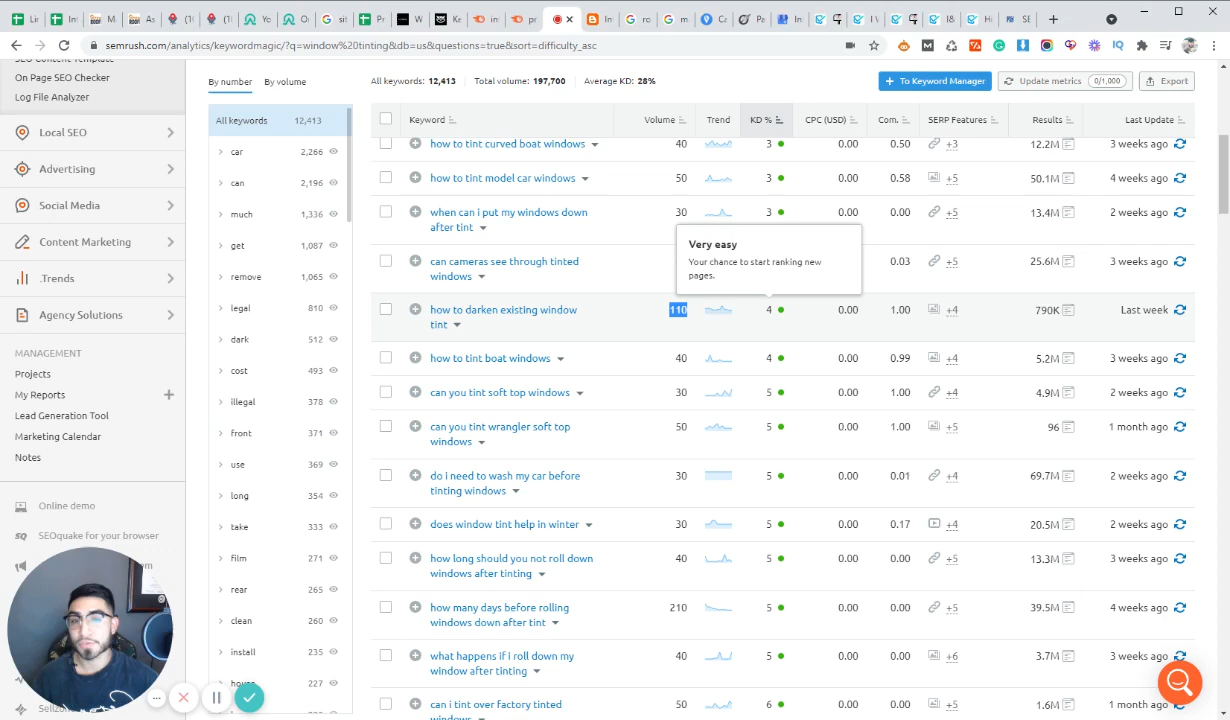 semrush.com/analytics/keywordmagic/?q=window%20tinting&db=us&questions=true&sort=difficulty_asc
On Page SEO Checker
Log File Analyzer
Local SEO
Advertising
Social Media
Content Marketing
.Trends
Agency Solutions
MANAGEMENT
Projects
My Reports
Lead Generation Tool
Marketing Calendar
Notes
Online demo
SEOquake for your browser
By number By volume
All keywords: 12,413 Total volume: 197,700 Average KD: 28%
To Keyword Manager
Update metrics 0/1,000
Export
All keywords 12,413
car 2,266
can 2,196
much 1,336
get 1,087
remove 1,065
legal 810
dark 512
cost 493
illegal 378
front 371
use 369
long 354
take 333
film 271
rear 265
clean 260
install 235
house 227
Keyword Volume Trend KD % CPC (USD) Com. SERP Features Results Last Update
how to tint curved boat windows 40 3 0.00 0.50 +3 12.2M 3 weeks ago
how to tint model car windows 50 3 0.00 0.58 +5 50.1M 4 weeks ago
when can i put my windows down 30 3 0.00 0.00 +5 13.4M 2 weeks ago
after tint
Very easy
Your chance to start ranking new
pages.
can cameras see through tinted 0.03 +5 25.6M 3 weeks ago
windows
how to darken existing window 110 4 0.00 1.00 +4 790K Last week
tint
how to tint boat windows 40 4 0.00 0.99 +4 5.2M 3 weeks ago
can you tint soft top windows 30 5 0.00 1.00 +4 4.9M 2 weeks ago
can you tint wrangler soft top 50 5 0.00 1.00 +5 96 1 month ago
windows
do i need to wash my car before 30 5 0.00 0.01 +4 69.7M 2 weeks ago
tinting windows
does window tint help in winter 30 5 0.00 0.17 +4 20.5M 2 weeks ago
how long should you not roll down 40 5 0.00 0.00 +5 13.3M 3 weeks ago
windows after tinting
how many days before rolling 210 5 0.00 0.00 +5 39.5M 4 weeks ago
windows down after tint
what happens if i roll down my 40 5 0.00 0.00 +6 3.7M 3 weeks ago
window after tinting
can i tint over factory tinted 50 5 0.00 0.00 +5 1.6M 1 month ago